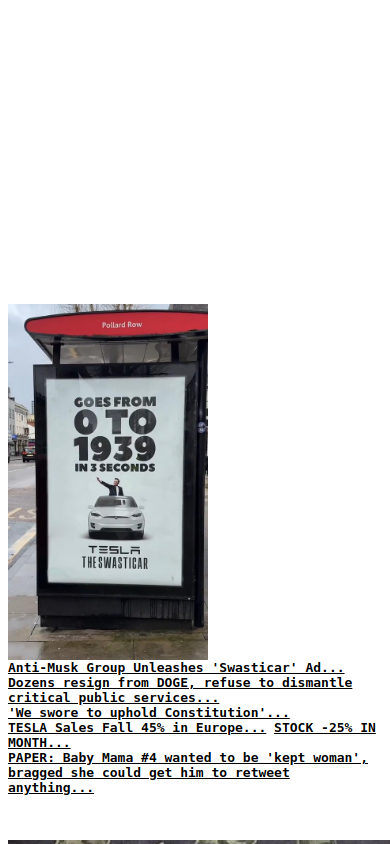 Pollard Row
GOES FROM
0 TO
1939
IN 3 SECONDS
TESLA
THE SWASTICAR
Anti-Musk Group Unleashes 'Swasticar' Ad...
Dozens resign from DOGE, refuse to dismantle
critical public services...
'We swore to uphold Constitution'...
TESLA Sales Fall 45% in Europe... STOCK -25% IN
MONTH...
PAPER: Baby Mama #4 wanted to be 'kept woman',
bragged she could get him to retweet
anything...